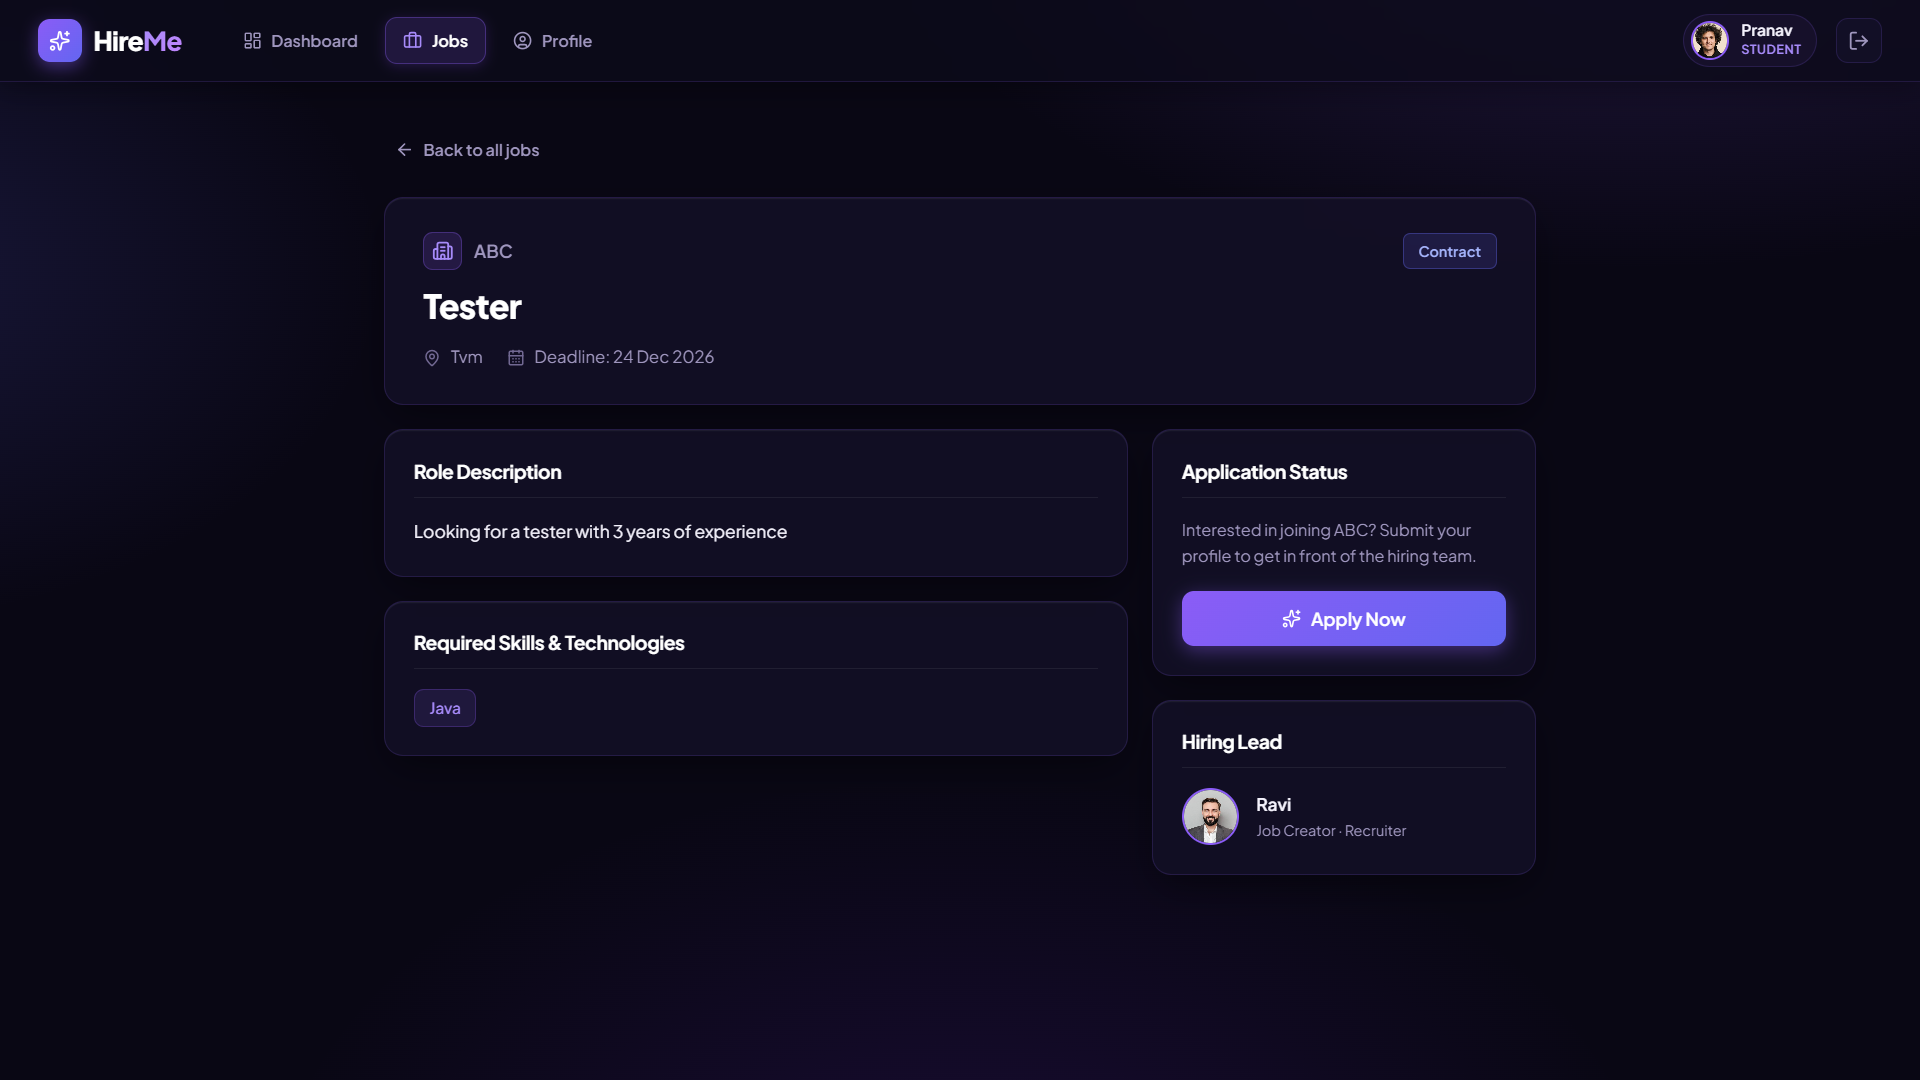 HireMe
Dashboard
Jobs
Profile
Pranav
STUDENT
Back to all jobs
ABC
Contract
Tester
Tvm
Deadline: 24 Dec 2026
Role Description
Looking for a tester with 3 years of experience
Required Skills & Technologies
Java
Application Status
Interested in joining ABC? Submit your
profile to get in front of the hiring team.
Apply Now
Hiring Lead
Ravi
Job Creator · Recruiter